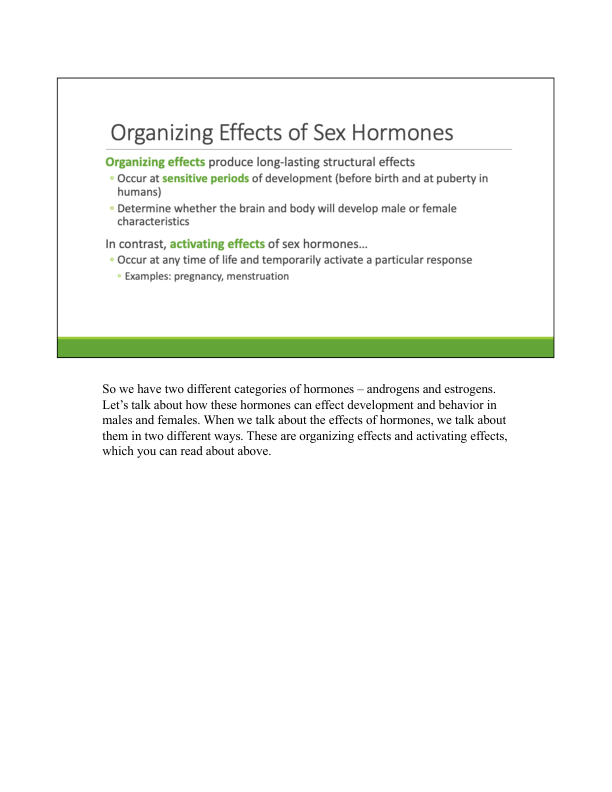 Organizing Effects of Sex Hormones
Organizing effects produce long-lasting structural effects
• Occur at sensitive periods of development (before birth and at puberty in
humans)
• Determine whether the brain and body will develop male or female
characteristics
In contrast, activating effects of sex hormones...
• Occur at any time of life and temporarily activate a particular response
• Examples: pregnancy, menstruation
So we have two different categories of hormones – androgens and estrogens.
Let's talk about how these hormones can effect development and behavior in
males and females. When we talk about the effects of hormones, we talk about
them in two different ways. These are organizing effects and activating effects,
which you can read about above.